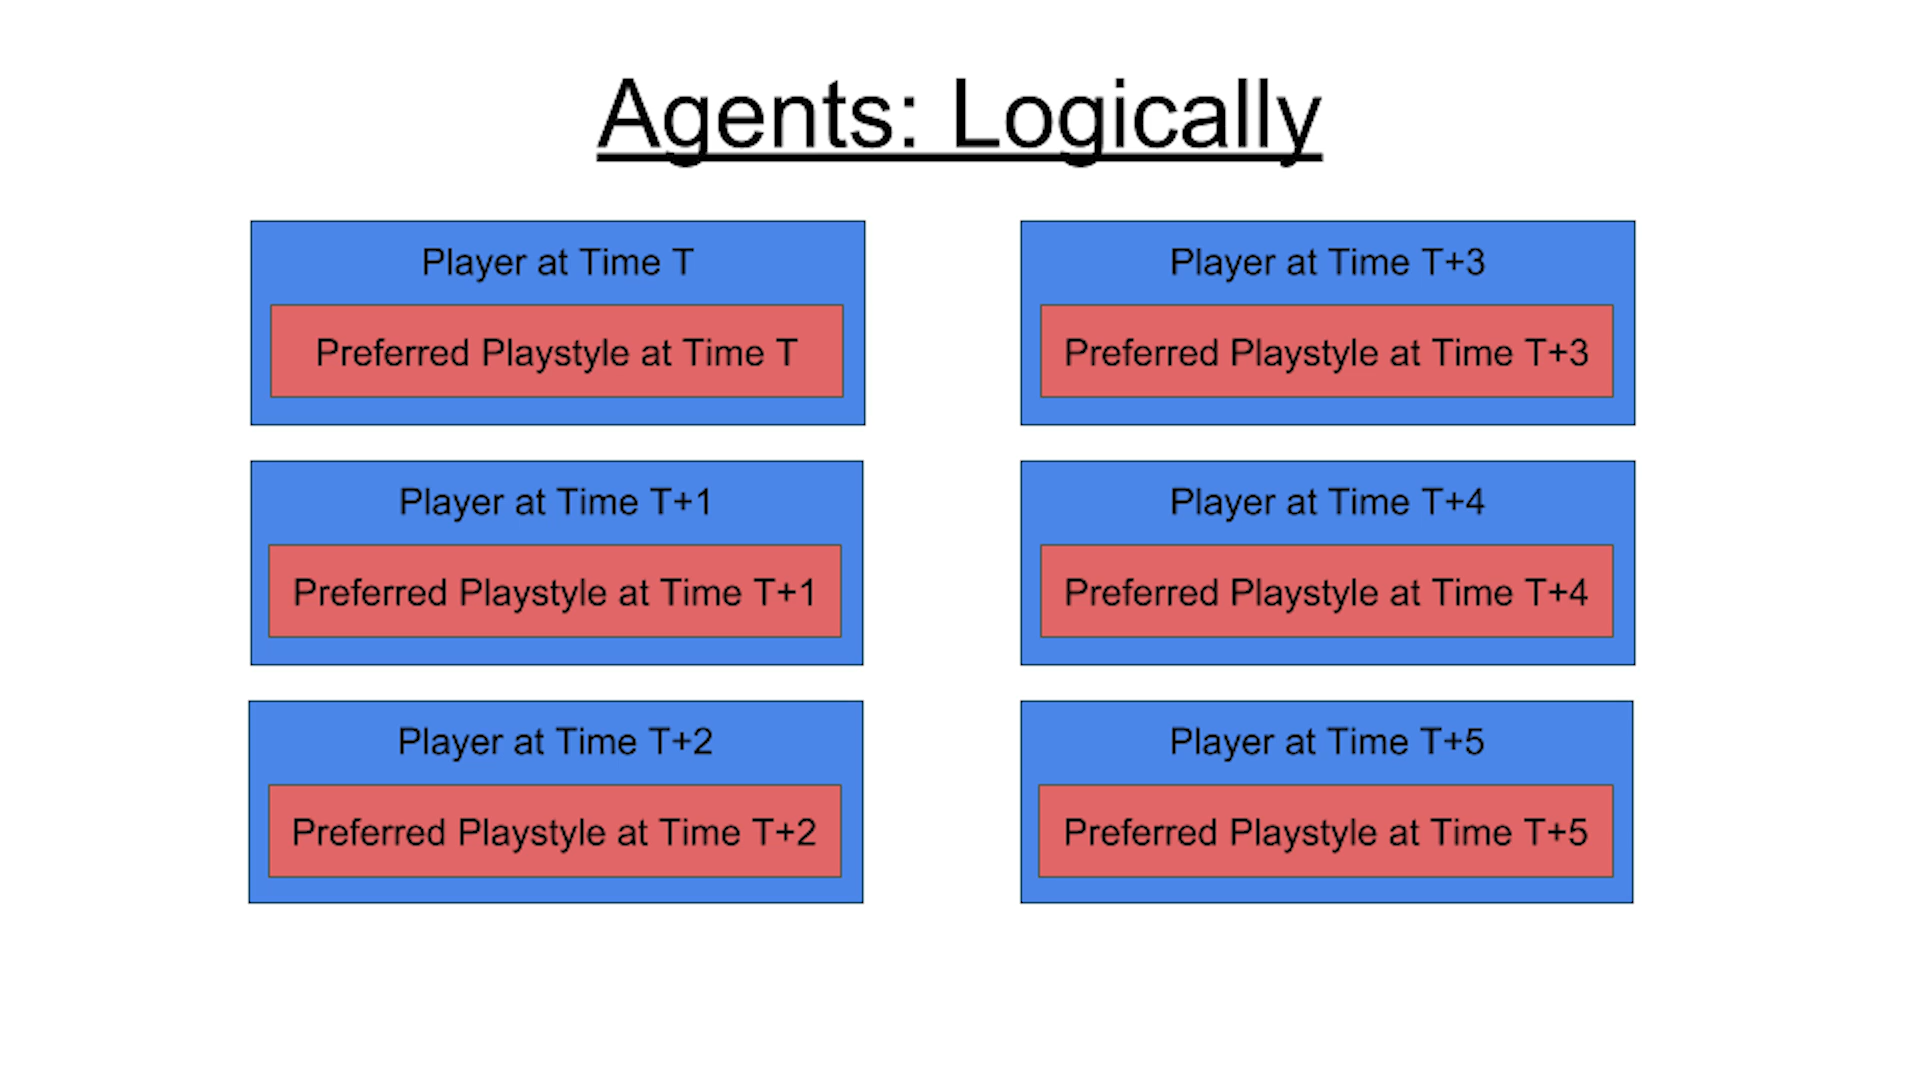 Agents: Logically
Player at Time T
Preferred Playstyle at Time T
Player at Time T+1
Preferred Playstyle at Time T+1
Player at Time T+2
Preferred Playstyle at Time T+2
Player at Time T+3
Preferred Playstyle at Time T+3
Player at Time T+4
Preferred Playstyle at Time T+4
Player at Time T+5
Preferred Playstyle at Time T+5